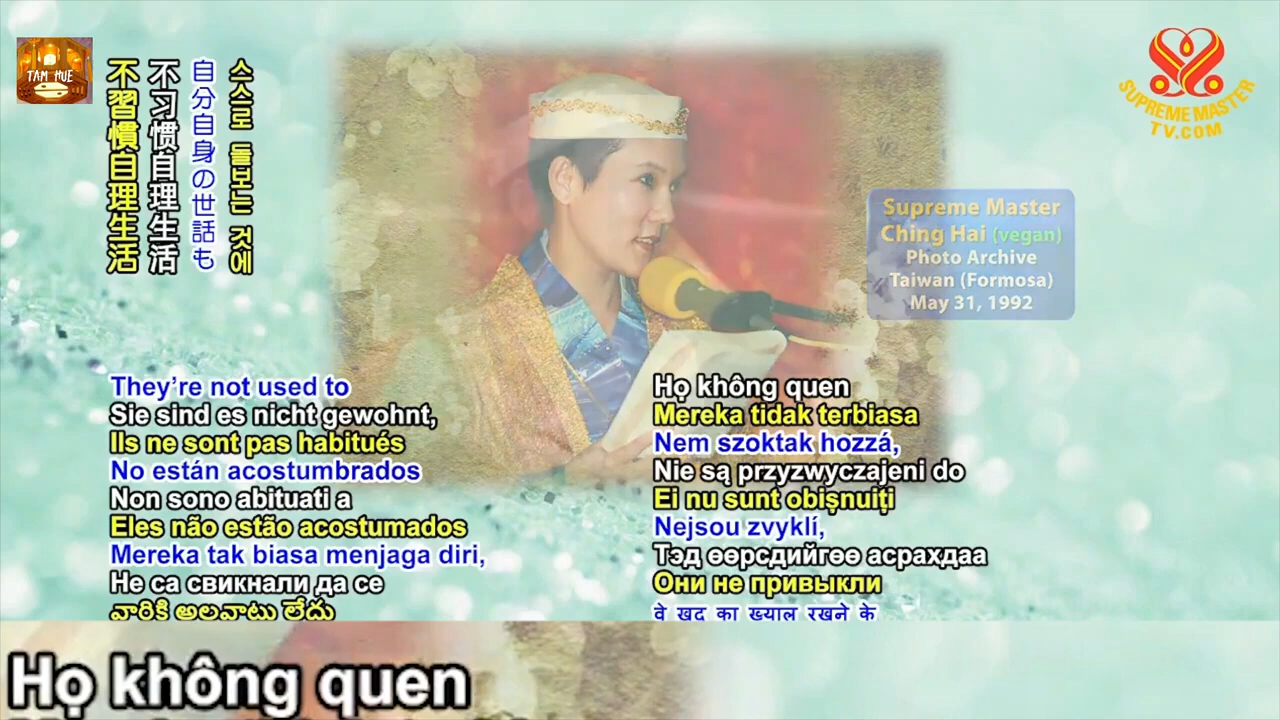 TAM HUE
不習慣自理生活
不习惯自理生活
自分自身の世話も
스스로 돌보는 것에
SUPREME MASTER
TV.COM
Supreme Master
Ching Hai (vegan)
Photo Archive
Taiwan (Formosa)
May 31, 1992
They're not used to
Sie sind es nicht gewohnt,
Ils ne sont pas habitués
No están acostumbrados
Non sono abituati a
Eles não estão acostumados
Mereka tak biasa menjaga diri,
Не са свикнали да се
వారికి అలవాటు లేదు
Họ không quen
Mereka tidak terbiasa
Nem szoktak hozzá,
Nie są przyzwyczajeni do
Ei nu sunt obișnuiți
Nejsou zvyklí,
Тэд өөрсдийгөө асрахдаа
Они не привыкли
वे खुद का ख्याल रखने के
Họ không quen